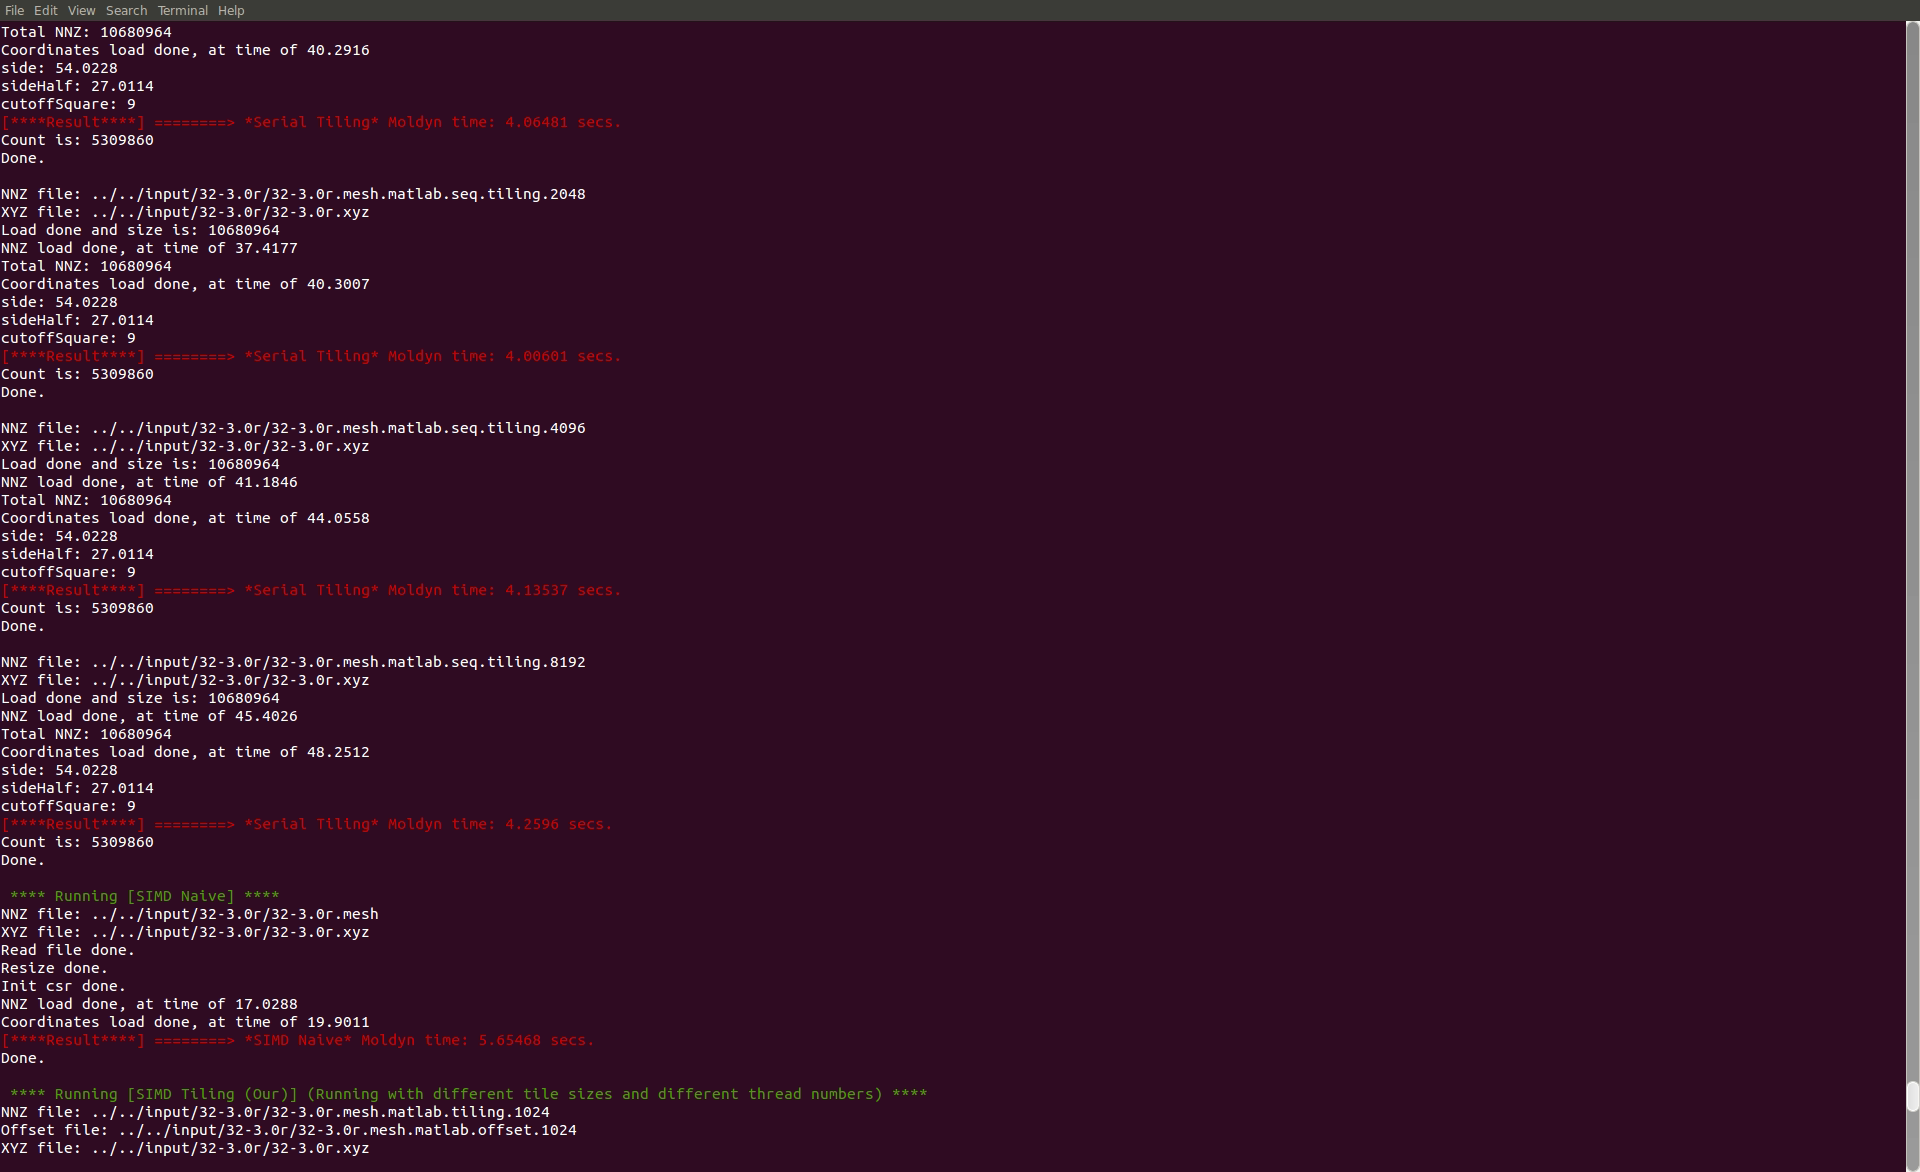 File Edit View Search Terminal Help
Total NNZ: 10680964
Coordinates load done, at time of 40.2916
side: 54.0228
sideHalf: 27.0114
cutoffSquare: 9
[****Result****] ========> *Serial Tiling* Moldyn time: 4.06481 secs.
Count is: 5309860
Done.

NNZ file: ../../input/32-3.0r/32-3.0r.mesh.matlab.seq.tiling.2048
XYZ file: ../../input/32-3.0r/32-3.0r.xyz
Load done and size is: 10680964
NNZ load done, at time of 37.4177
Total NNZ: 10680964
Coordinates load done, at time of 40.3007
side: 54.0228
sideHalf: 27.0114
cutoffSquare: 9
[****Result****] ========> *Serial Tiling* Moldyn time: 4.00601 secs.
Count is: 5309860
Done.

NNZ file: ../../input/32-3.0r/32-3.0r.mesh.matlab.seq.tiling.4096
XYZ file: ../../input/32-3.0r/32-3.0r.xyz
Load done and size is: 10680964
NNZ load done, at time of 41.1846
Total NNZ: 10680964
Coordinates load done, at time of 44.0558
side: 54.0228
sideHalf: 27.0114
cutoffSquare: 9
[****Result****] ========> *Serial Tiling* Moldyn time: 4.13537 secs.
Count is: 5309860
Done.

NNZ file: ../../input/32-3.0r/32-3.0r.mesh.matlab.seq.tiling.8192
XYZ file: ../../input/32-3.0r/32-3.0r.xyz
Load done and size is: 10680964
NNZ load done, at time of 45.4026
Total NNZ: 10680964
Coordinates load done, at time of 48.2512
side: 54.0228
sideHalf: 27.0114
cutoffSquare: 9
[****Result****] ========> *Serial Tiling* Moldyn time: 4.2596 secs.
Count is: 5309860
Done.

**** Running [SIMD Naive] ****
NNZ file: ../../input/32-3.0r/32-3.0r.mesh
XYZ file: ../../input/32-3.0r/32-3.0r.xyz
Read file done.
Resize done.
Init csr done.
NNZ load done, at time of 17.0288
Coordinates load done, at time of 19.9011
[****Result****] ========> *SIMD Naive* Moldyn time: 5.65468 secs.
Done.

**** Running [SIMD Tiling (Our)] (Running with different tile sizes and different thread numbers) ****
NNZ file: ../../input/32-3.0r/32-3.0r.mesh.matlab.tiling.1024
Offset file: ../../input/32-3.0r/32-3.0r.mesh.matlab.offset.1024
XYZ file: ../../input/32-3.0r/32-3.0r.xyz